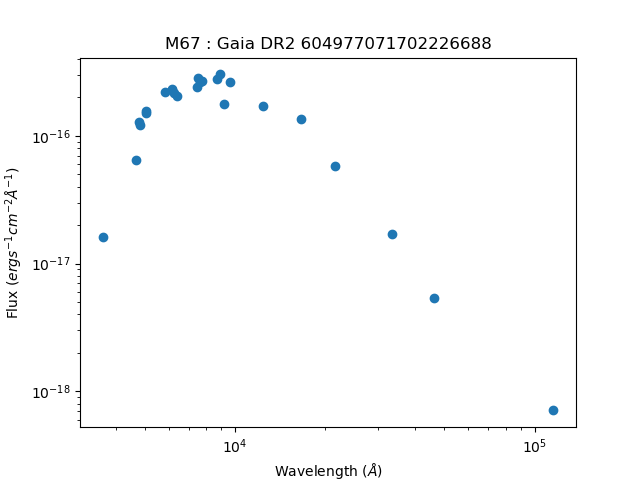 M67 : Gaia DR2 604977071702226688
Flux (ergs⁻¹cm⁻²Å⁻¹)
10⁻¹⁶
10⁻¹⁷
10⁻¹⁸
10⁴
10⁵
Wavelength (Å)